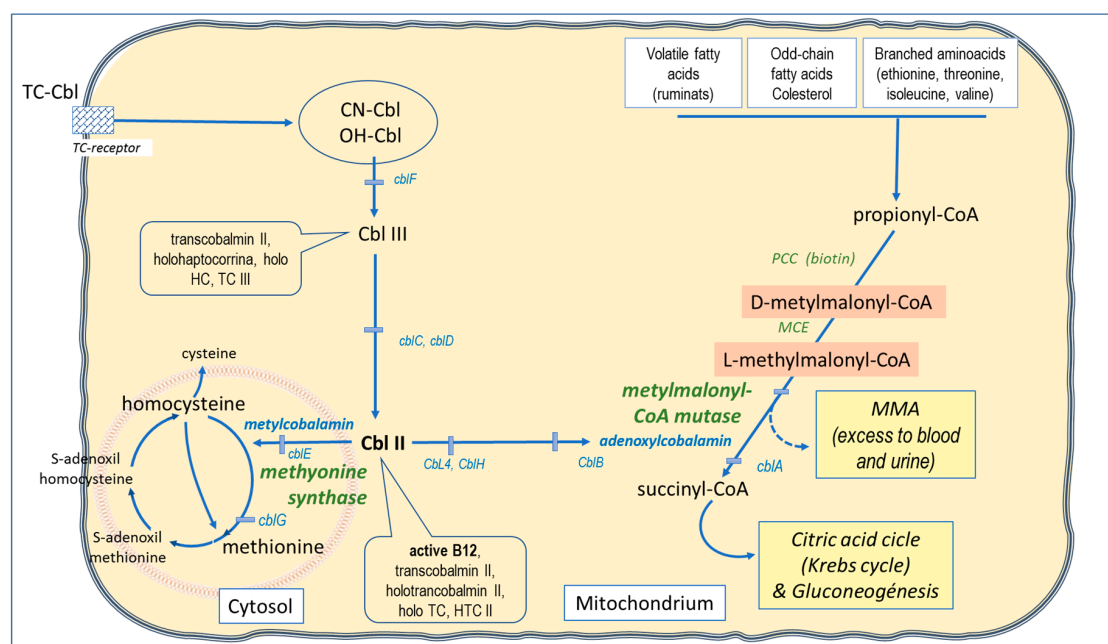 TC-Cbl
TC-receptor
CN-Cbl
OH-Cbl
cblF
Cbl III
transcobalmin II,
holohaptocorrina, holo
HC, TC III
cblC, cblD
Volatile fatty
acids
(ruminats)
Odd-chain
fatty acids
Colesterol
Branched aminoacids
(ethionine, threonine,
isoleucine, valine)
propionyl-CoA
PCC (biotin)
D-metylmalonyl-CoA
MCE
L-methylmalonyl-CoA
metylmalonyl-
CoA mutase
adenoxylcobalamin
MMA
(excess to blood
and urine)
cblA
succinyl-CoA
Citric acid cicle
(Krebs cycle)
& Gluconeogénesis
cysteine
homocysteine
metylcobalamin
cblE
Cbl II
CbL4, CblH
CblB
methyonine
synthase
S-adenoxil
homocysteine
cblG
S-adenoxil
methionine
methionine
active B12,
transcobalmin II,
holotrancobalmin II,
holo TC, HTC II
Cytosol
Mitochondrium